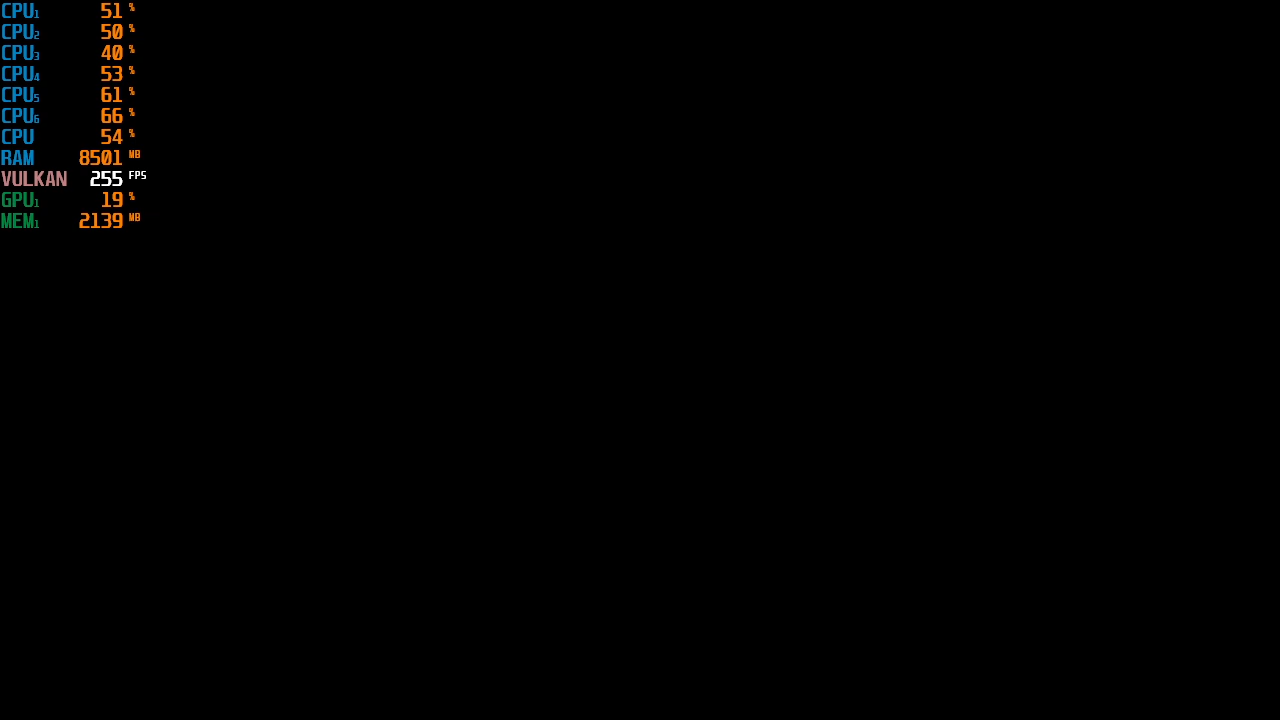 CPU1 51 %
CPU2 50 %
CPU3 40 %
CPU4 53 %
CPU5 61 %
CPU6 66 %
CPU 54 %
RAM 8501 MB
VULKAN 255 FPS
GPU1 19 %
MEM1 2139 MB